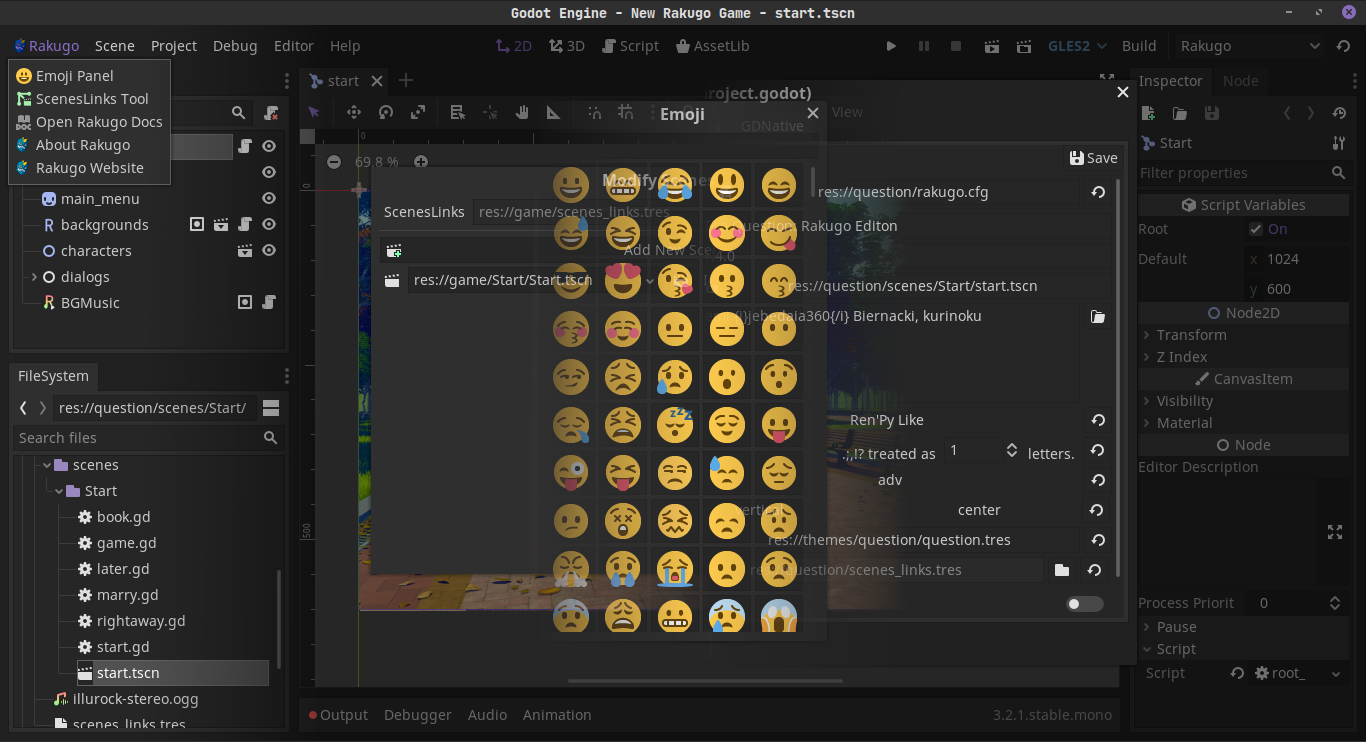 Godot Engine - New Rakugo Game - start.tscn
Rakugo Scene Project Debug Editor Help 2D 3D Script AssetLib GLES2 Build Rakugo
Emoji Panel
ScenesLinks Tool
Open Rakugo Docs
About Rakugo
Rakugo Website
main_menu
backgrounds
characters
dialogs
BGMusic
FileSystem
res://question/scenes/Start/
Search files
scenes
Start
book.gd
game.gd
later.gd
marry.gd
rightaway.gd
start.gd
start.tscn
illurock-stereo.ogg
scenes_links.tres
start
0
69.8 %
0
500
View
roject.godot)
Emoji
GDNative
Save
ScenesLinks res://game/scenes_links.tres
res://game/Start/Start.tscn
res://question/rakugo.cfg
Rakugo Editon
4.0
res://question/scenes/Start/start.tscn
jebedaia360{/i} Biernacki, kurinoku
Ren'Py Like
.;,!? treated as 1 letters.
adv
vertical center
res://themes/question/question.tres
question/scenes_links.tres
Output Debugger Audio Animation 3.2.1.stable.mono
Inspector Node
Start
Filter properties
Script Variables
Root On
Default x 1024
y 600
Node2D
Transform
Z Index
CanvasItem
Visibility
Material
Node
Editor Description
Process Priorit 0
Pause
Script
Script root_